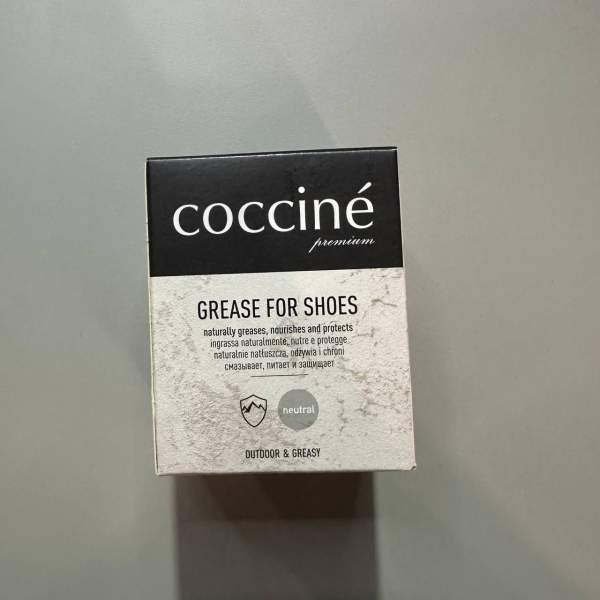 cocciné
premium
GREASE FOR SHOES
naturally greases, nourishes and protects
ingrassa naturalmente, nutre e protegge
naturalnie natłuszcza, odżywia i chroni
смазывает, питает и защищает
neutral
OUTDOOR & GREASY